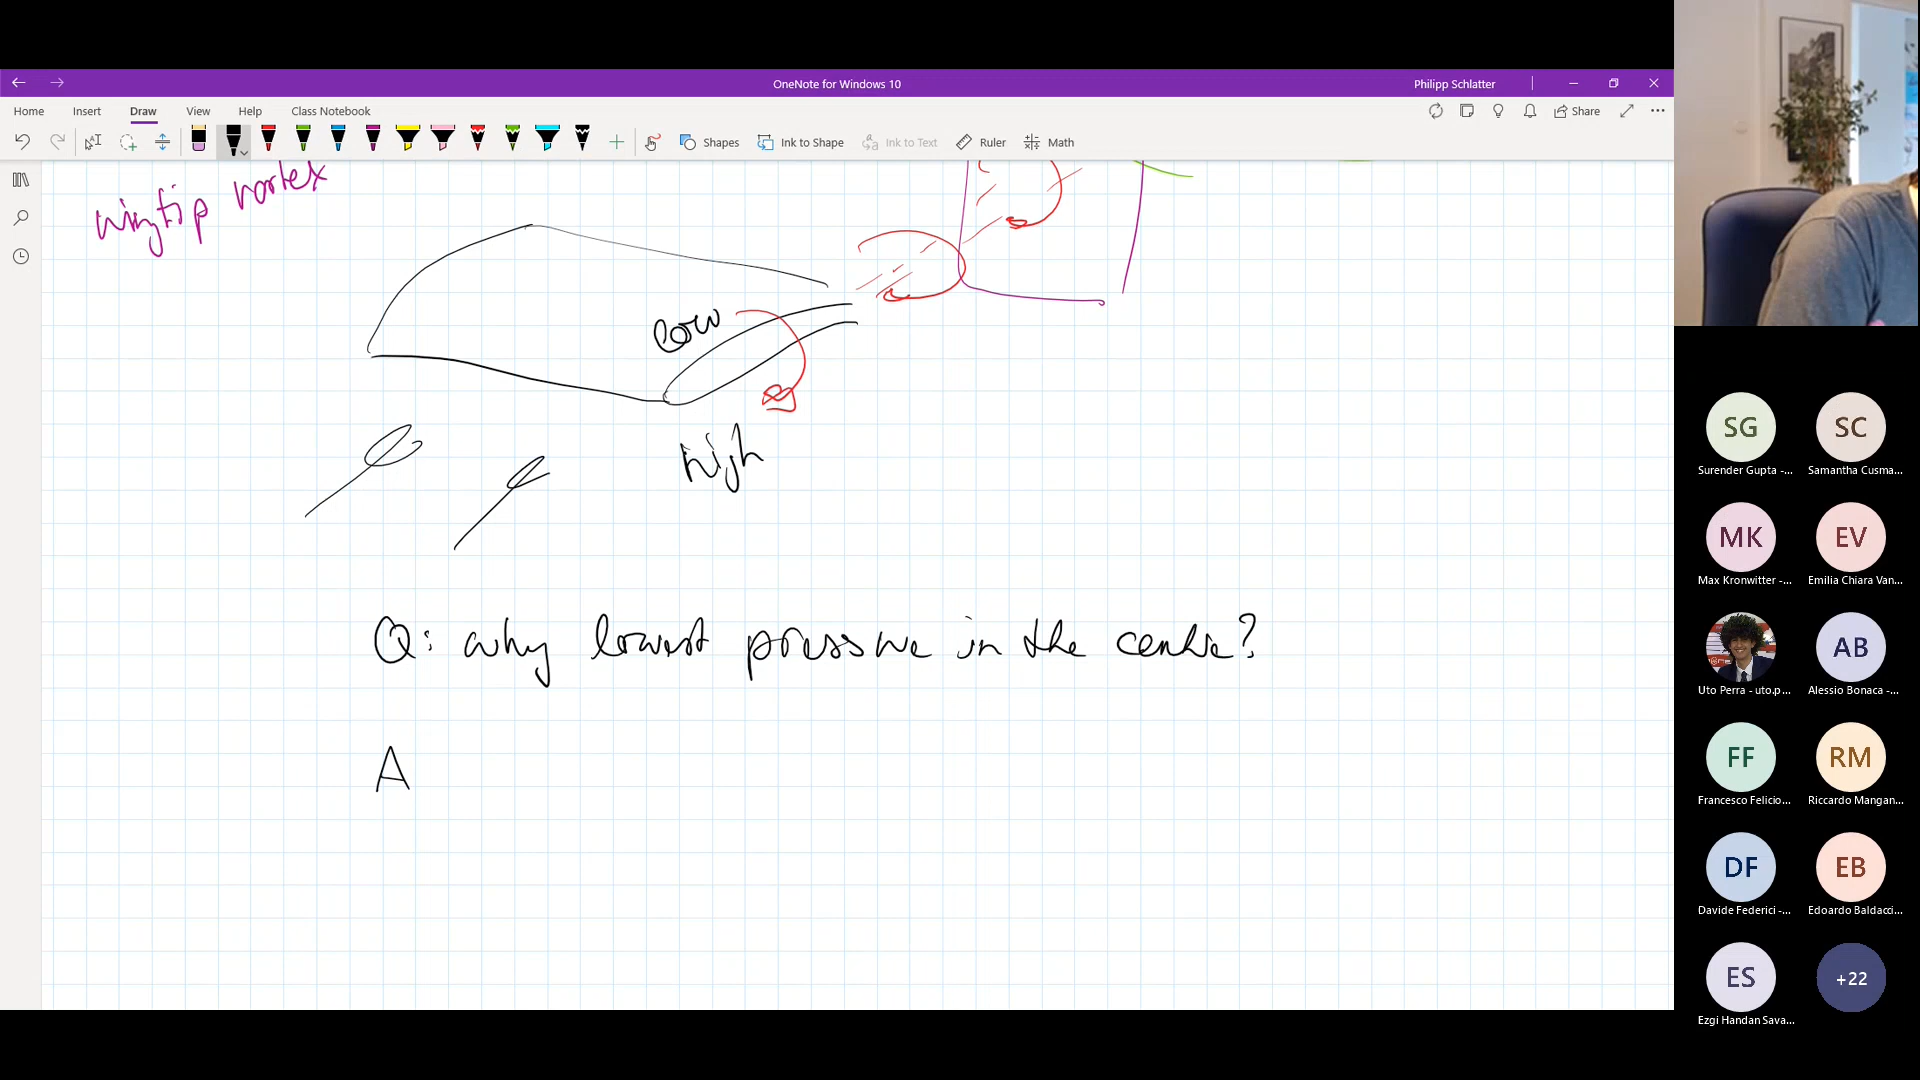 OneNote for Windows 10
Philipp Schlatter
Home Insert Draw View Help Class Notebook
Share
Shapes Ink to Shape Ink to Text Ruler Math
wingtip vortex
low
high
Q: why lowest pressure in the centre?
A
SG
Surender Gupta -...
SC
Samantha Cusma...
MK
Max Kronwitter -...
EV
Emilia Chiara Van...
Uto Perra - uto.p...
AB
Alessio Bonaca -...
FF
Francesco Felicio...
RM
Riccardo Mangan...
DF
Davide Federici -...
EB
Edoardo Baldacci...
ES
Ezgi Handan Sava...
+22